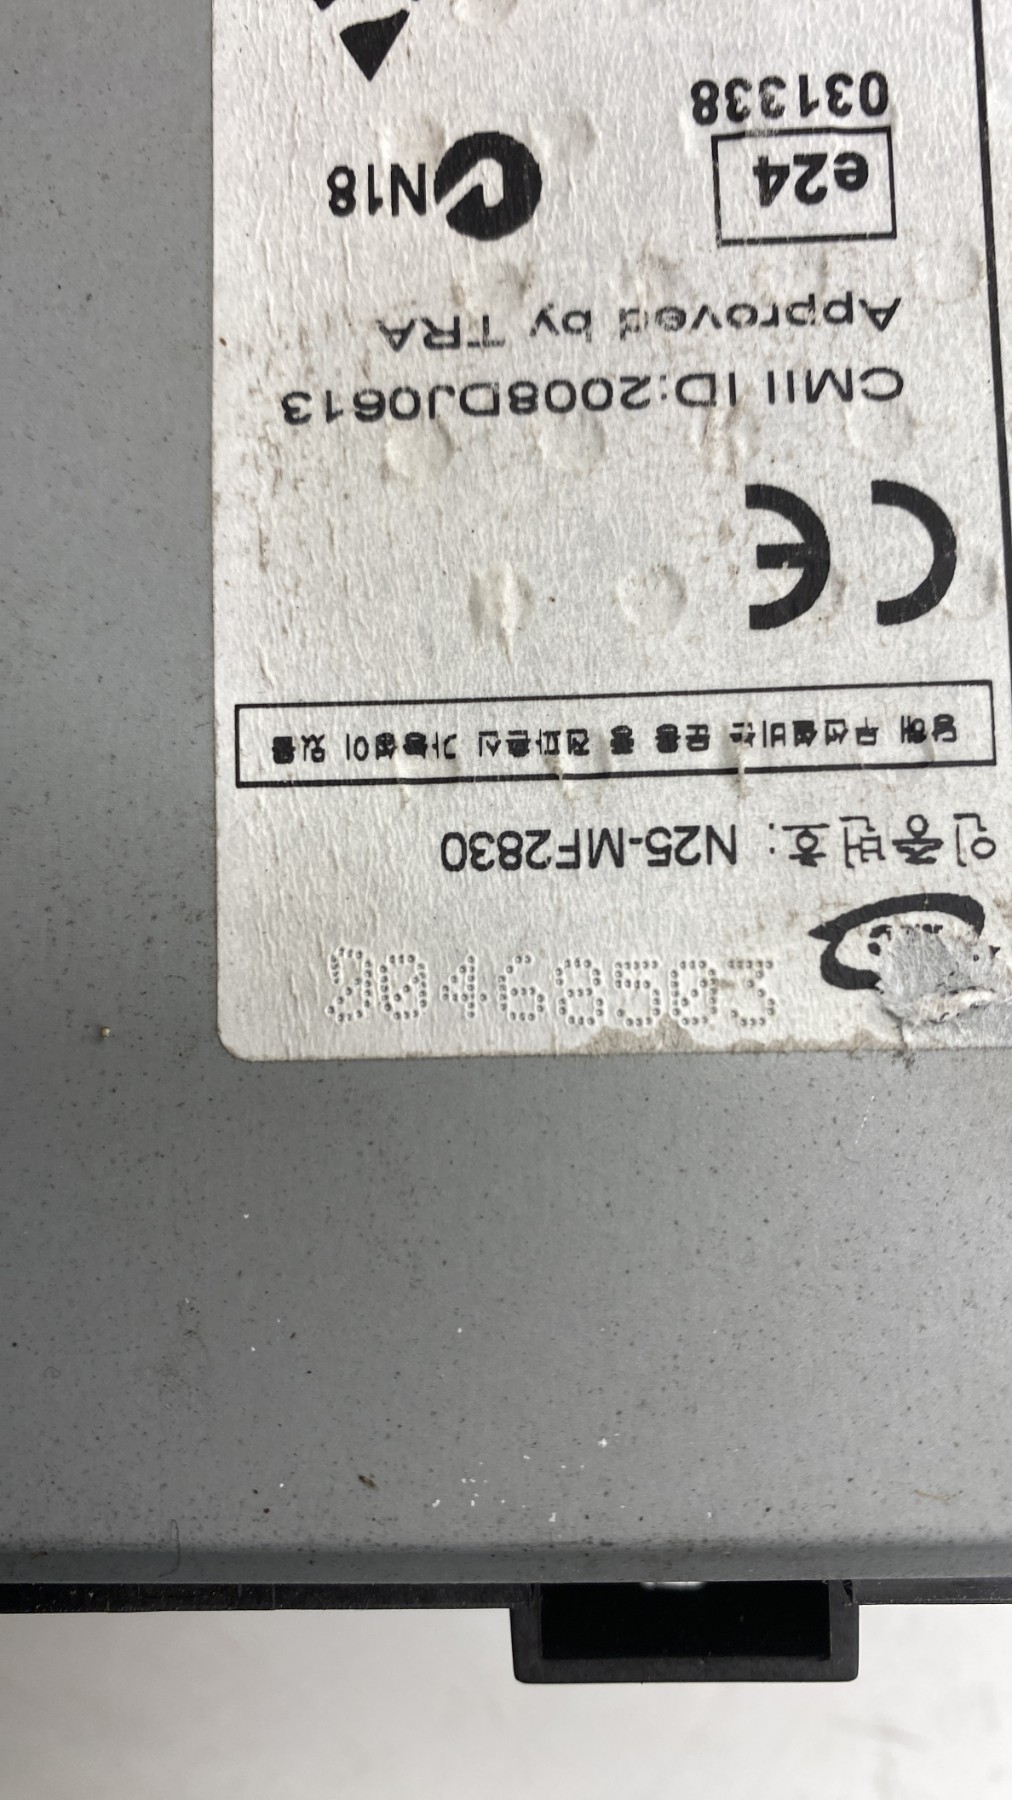 인증번호: N25-MF2830
당해 무선설비는 운용 중 전파혼신 가능성이 있음
CE
CMII ID:2008DJ0613
Approved by TRA
e24 N18
031338